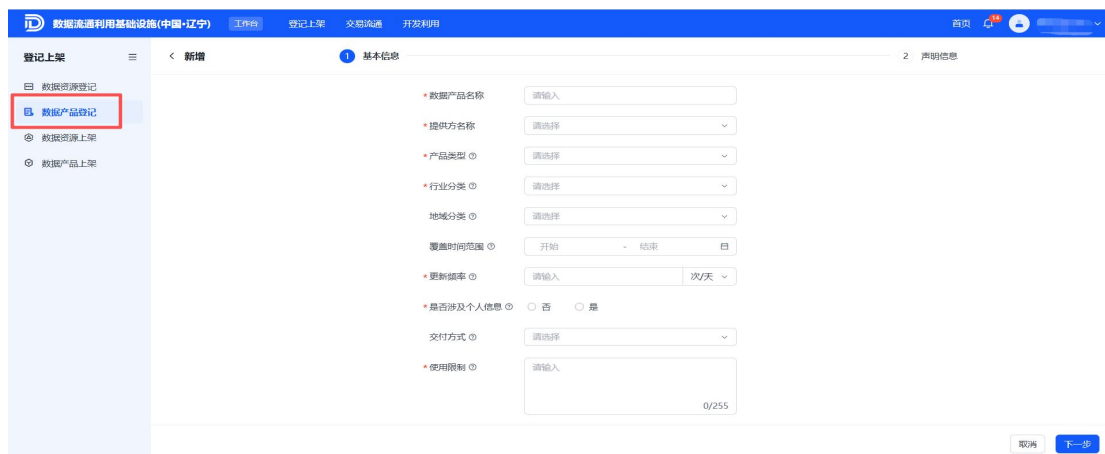 数据流通利用基础设施(中国·辽宁) 工作台 登记上架 交易流通 开发利用 首页 14
登记上架
新增
1 基本信息
2 声明信息
数据资源登记
数据产品登记
数据资源上架
数据产品上架
*数据产品名称 请输入
*提供方名称 请选择
*产品类型 请选择
*行业分类 请选择
地域分类 请选择
覆盖时间范围 开始 - 结束
*更新频率 请输入 次/天
*是否涉及个人信息 否 是
交付方式 请选择
*使用限制 请输入
0/255
取消 下一步